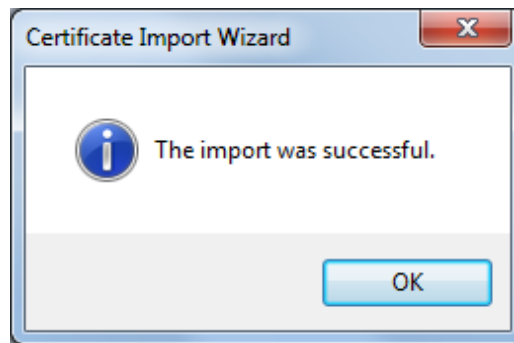 Certificate Import Wizard
The import was successful.
OK